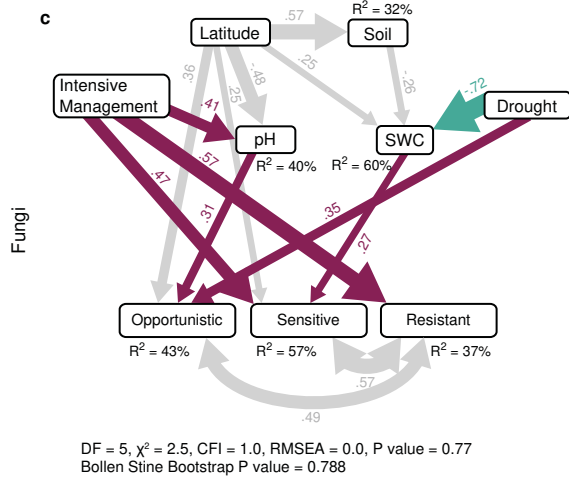 c
R² = 32%
Latitude
.57
Soil
.36
.25
-.48
.25
-.26
-.72
Intensive
Management
.41
Drought
pH
SWC
R² = 40%
R² = 60%
.57
.47
.31
.35
.27
Fungi
Opportunistic
Sensitive
Resistant
R² = 43%
R² = 57%
R² = 37%
.57
.49
DF = 5, χ² = 2.5, CFI = 1.0, RMSEA = 0.0, P value = 0.77
Bollen Stine Bootstrap P value = 0.788